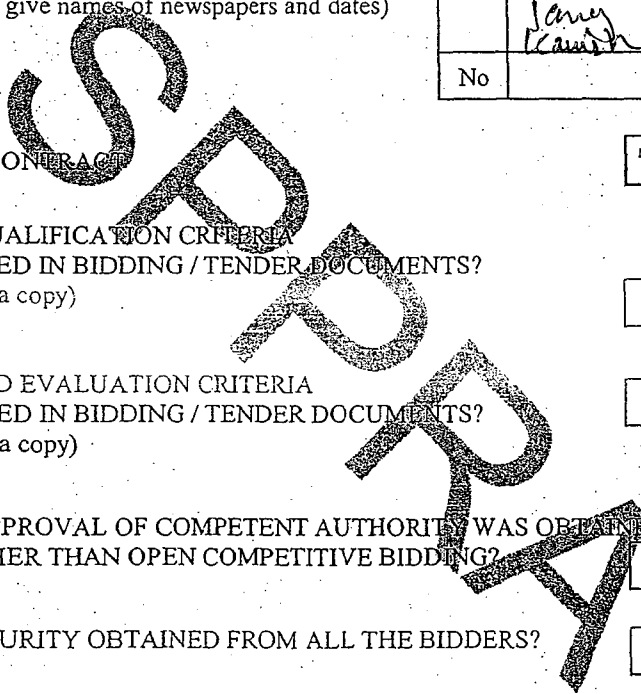 give names of newspapers and dates)
No
ONTRACT
UALIFICATION CRITERIA
ED IN BIDDING / TENDER DOCUMENTS?
a copy)
D EVALUATION CRITERIA
ED IN BIDDING / TENDER DOCUMENTS?
a copy)
PROVAL OF COMPETENT AUTHORITY WAS OBTAINE
HER THAN OPEN COMPETITIVE BIDDING?
URITY OBTAINED FROM ALL THE BIDDERS?
SPPRA